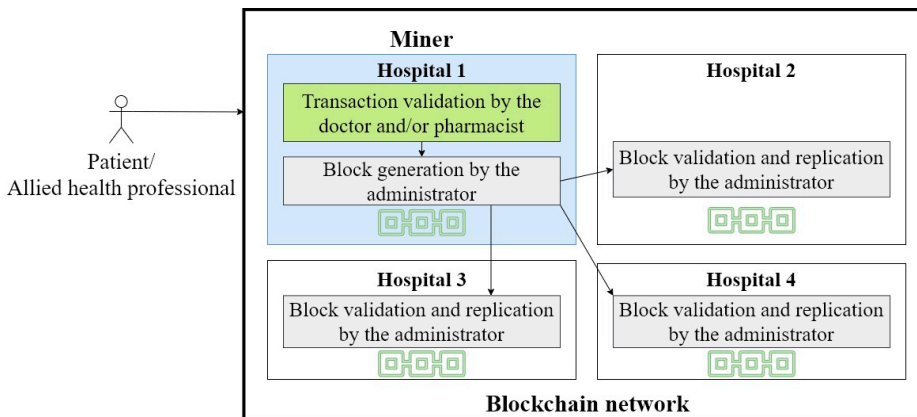 Miner
Hospital 1
Transaction validation by the
doctor and/or pharmacist
Block generation by the
administrator
Hospital 2
Block validation and replication
by the administrator
Patient/
Allied health professional
Hospital 3
Block validation and replication
by the administrator
Hospital 4
Block validation and replication
by the administrator
Blockchain network